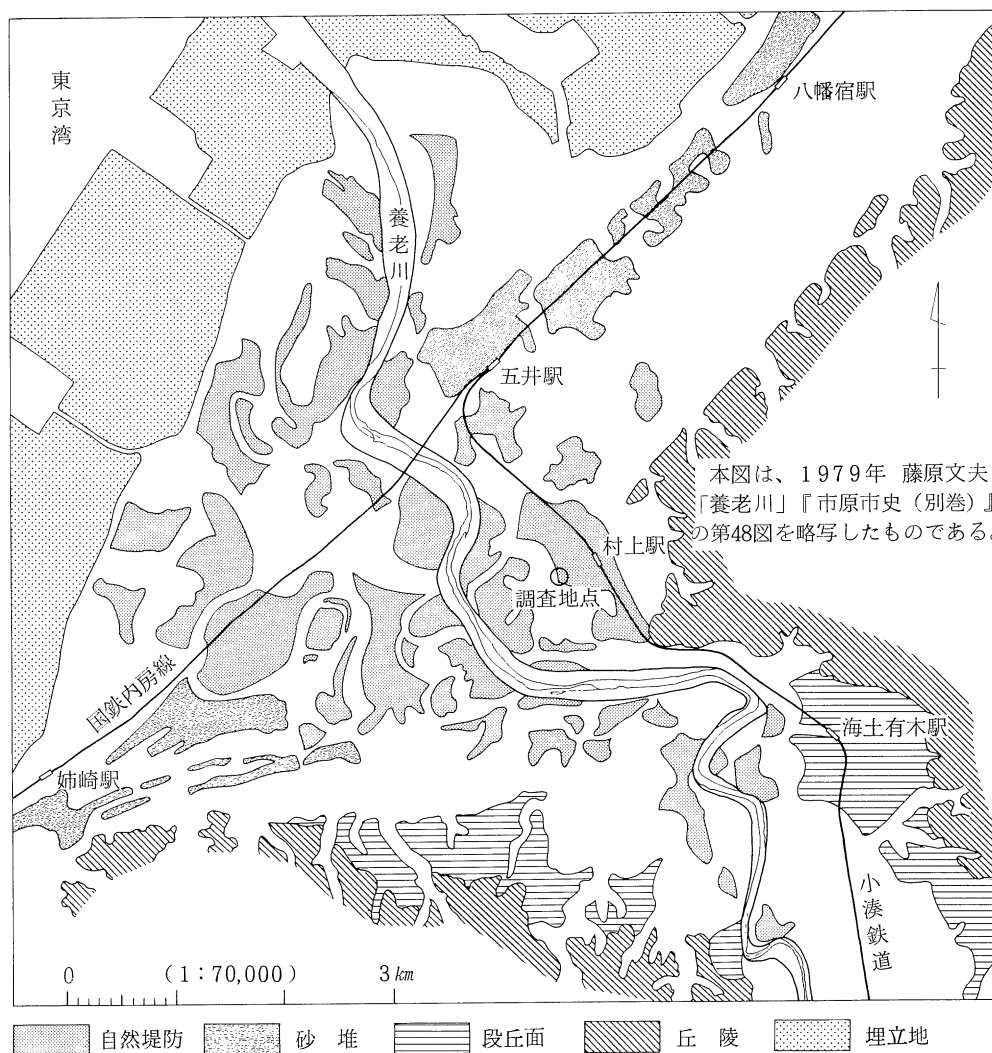 東京湾
八幡宿駅
養老川
五井駅
本図は、1979年 藤原文夫
「養老川」『市原市史（別巻）』
の第48図を略写したものである。
村上駅
調査地点
国鉄内房線
海土有木駅
姉崎駅
小湊鉄道
0 （1：70,000） 3㎞
自然堤防 砂堆 段丘面 丘陵 埋立地